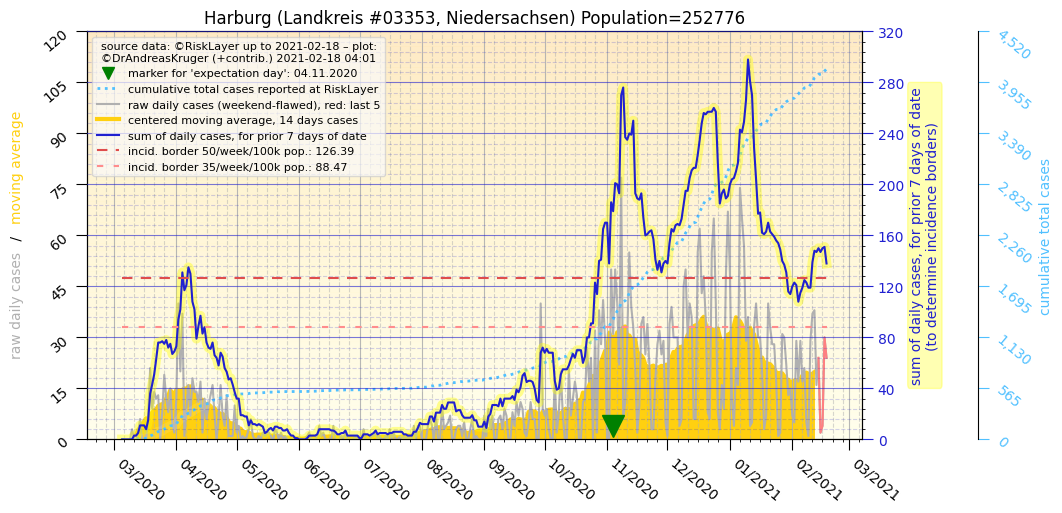 Harburg (Landkreis #03353, Niedersachsen) Population=252776
source data: ©RiskLayer up to 2021-02-18 – plot:
©DrAndreasKruger (+contrib.) 2021-02-18 04:01
marker for 'expectation day': 04.11.2020
cumulative total cases reported at RiskLayer
raw daily cases (weekend-flawed), red: last 5
centered moving average, 14 days cases
sum of daily cases, for prior 7 days of date
incid. border 50/week/100k pop.: 126.39
incid. border 35/week/100k pop.: 88.47
raw daily cases / moving average
120
105
90
75
60
45
30
15
0
03/2020
04/2020
05/2020
06/2020
07/2020
08/2020
09/2020
10/2020
11/2020
12/2020
01/2021
02/2021
03/2021
320
280
240
200
160
120
80
40
0
sum of daily cases, for prior 7 days of date
(to determine incidence borders)
4,520
3,955
3,390
2,825
2,260
1,695
1,130
565
0
cumulative total cases